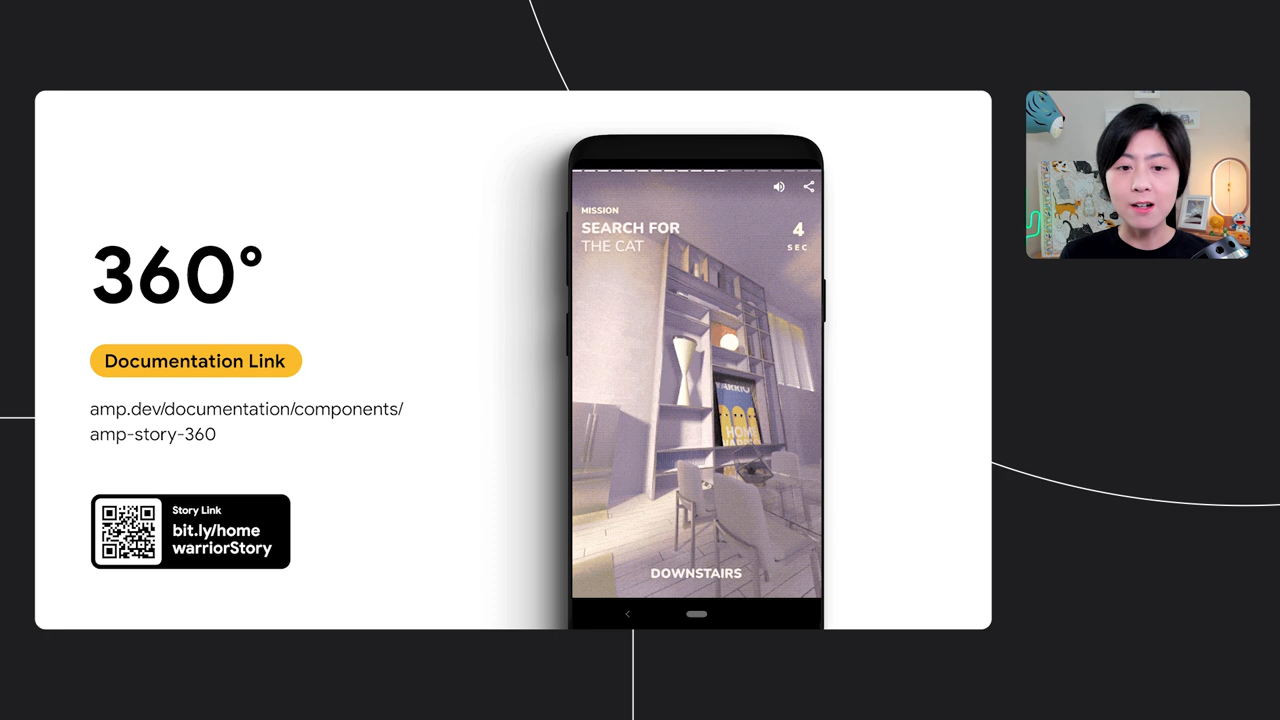 360°
Documentation Link
amp.dev/documentation/components/
amp-story-360
Story Link
bit.ly/home
warriorStory
MISSION
SEARCH FOR
THE CAT
4
SEC
HOME
DOWNSTAIRS